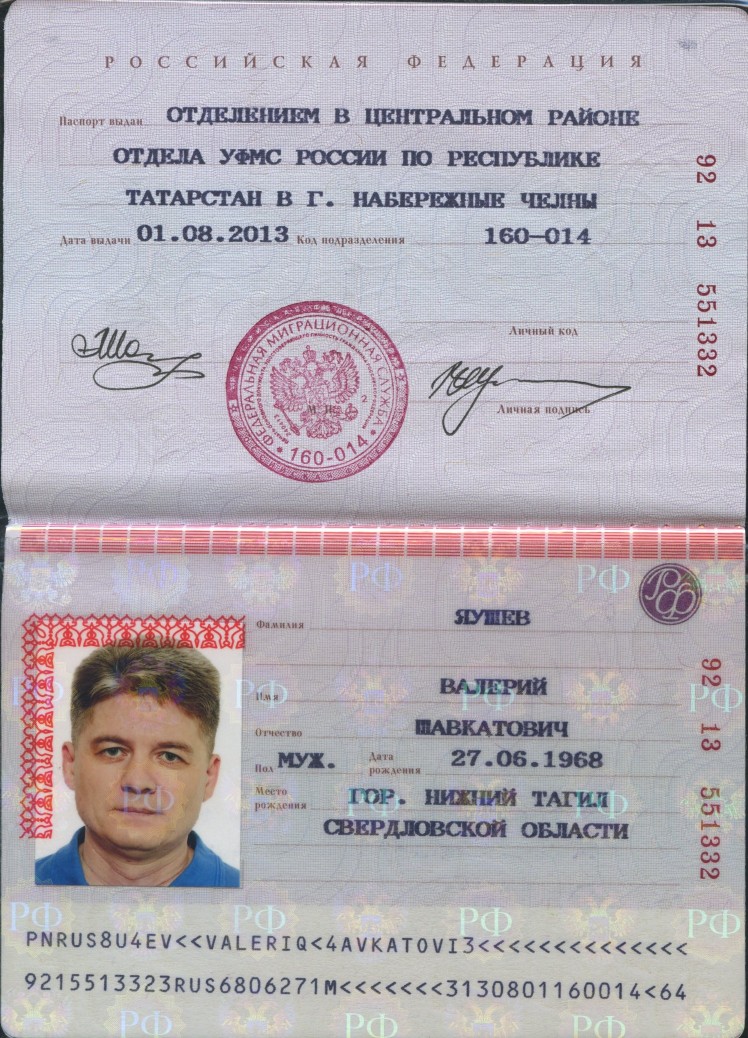 РОССИЙСКАЯ ФЕДЕРАЦИЯ
Паспорт выдан ОТДЕЛЕНИЕМ В ЦЕНТРАЛЬНОМ РАЙОНЕ
ОТДЕЛА УФМС РОССИИ ПО РЕСПУБЛИКЕ
ТАТАРСТАН В Г. НАБЕРЕЖНЫЕ ЧЕЛНЫ
Дата выдачи 01.08.2013 Код подразделения 160-014
92 13 551332
Личный код
Личная подпись
ФЕДЕРАЛЬНАЯ МИГРАЦИОННАЯ СЛУЖБА
М.П.
160-014
РФ
Фамилия ЯУШЕВ
Имя ВАЛЕРИЙ
Отчество ШАВКАТОВИЧ
Пол МУЖ. Дата рождения 27.06.1968
Место рождения ГОР. НИЖНИЙ ТАГИЛ
СВЕРДЛОВСКОЙ ОБЛАСТИ
92 13 551332
PNRUS8U4EV<<VALERIQ<4AVKATOVI3<<<<<<<<<<<<<<
9215513323RUS6806271M<<<<<<<3130801160014<64